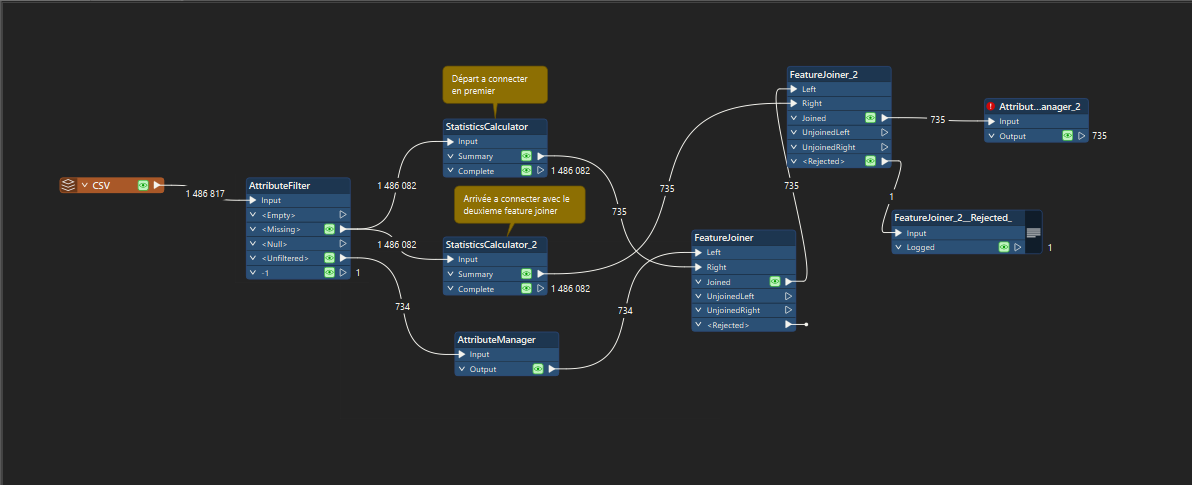 CSV
1 486 817
AttributeFilter
Input
<Empty>
<Missing>
<Null>
<Unfiltered>
-1
1
1 486 082
1 486 082
734
Départ a connecter
en premier
StatisticsCalculator
Input
Summary
Complete
1 486 082
Arrivée a connecter avec le
deuxieme feature joiner
StatisticsCalculator_2
Input
Summary
Complete
1 486 082
AttributeManager
Input
Output
735
735
734
FeatureJoiner
Left
Right
Joined
UnjoinedLeft
UnjoinedRight
<Rejected>
735
FeatureJoiner_2
Left
Right
Joined
UnjoinedLeft
UnjoinedRight
<Rejected>
735
1
Attribut...anager_2
Input
Output
735
FeatureJoiner_2__Rejected_
Input
Logged
1